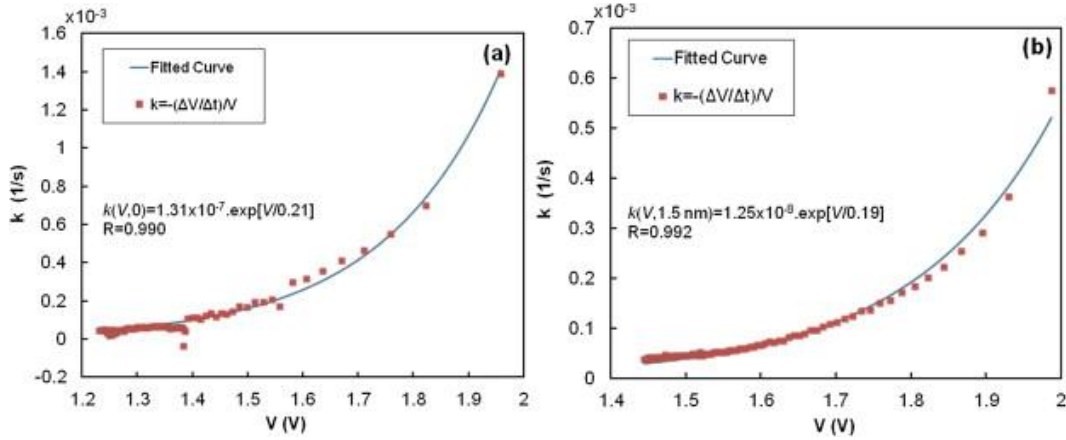 x10⁻³
1.6
1.4
1.2
1
0.8
0.6
0.4
0.2
0
-0.2
k (1/s)
(a)
Fitted Curve
k=-(ΔV/Δt)/V
k(V,0)=1.31x10⁻⁷.exp[V/0.21]
R=0.990
1.2 1.3 1.4 1.5 1.6 1.7 1.8 1.9 2
V (V)
x10⁻³
0.7
0.6
0.5
0.4
0.3
0.2
0.1
0
k (1/s)
(b)
Fitted Curve
k=-(ΔV/Δt)/V
k(V,1.5 nm)=1.25x10⁻⁸.exp[V/0.19]
R=0.992
1.4 1.5 1.6 1.7 1.8 1.9 2
V (V)